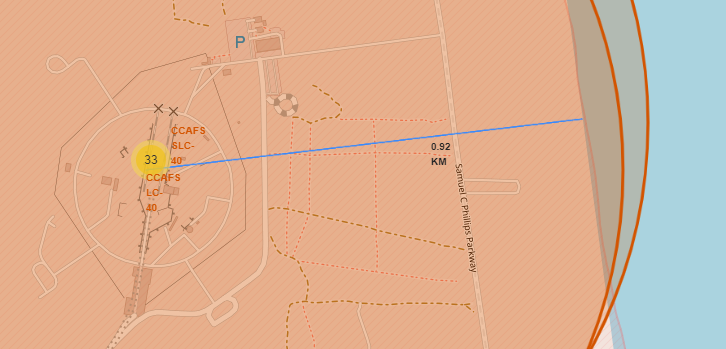 P
CCAFS
SLC-
40
33
CCAFS
LC-
40
0.92
KM
Samuel C Phillips Parkway